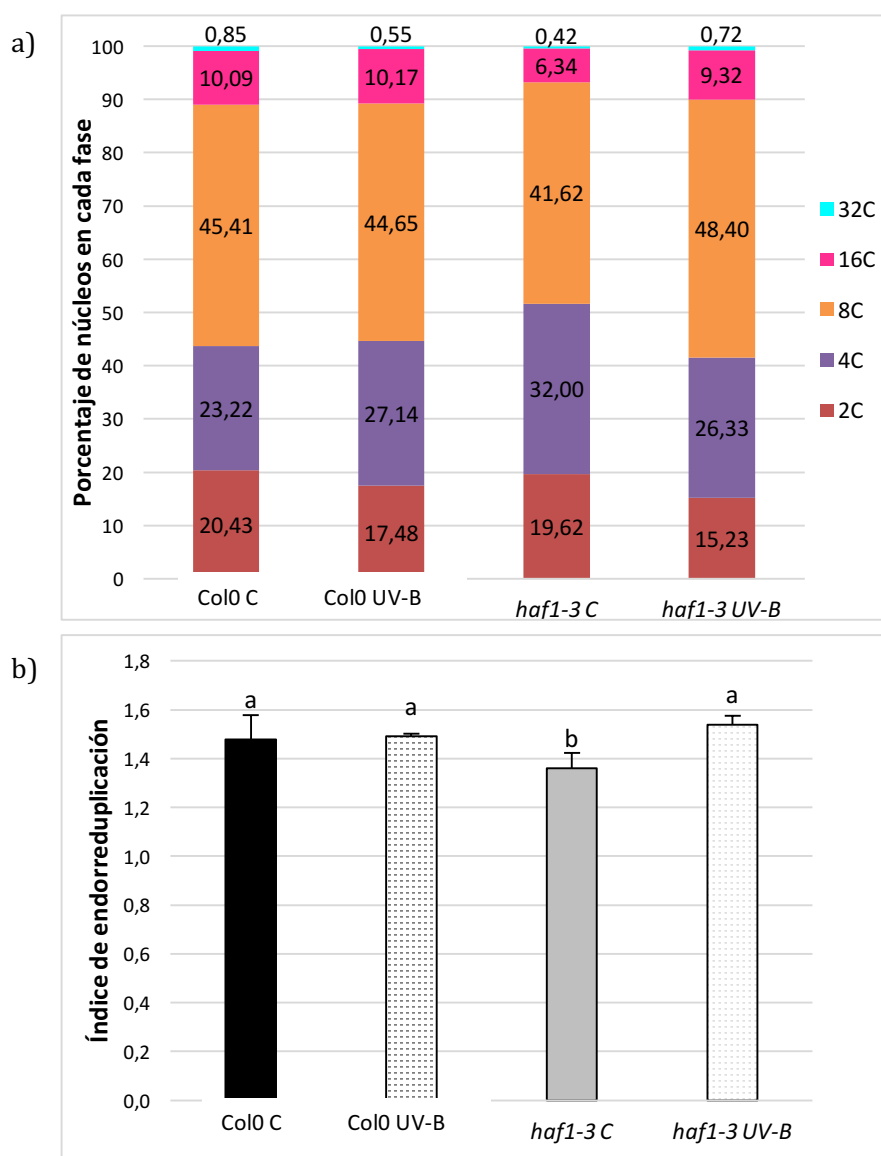 a)
Porcentaje de núcleos en cada fase
100
90
80
70
60
50
40
30
20
10
0
0,85 0,55 0,42 0,72
10,09 10,17 6,34 9,32
45,41 44,65 41,62 48,40
23,22 27,14 32,00 26,33
20,43 17,48 19,62 15,23
Col0 C Col0 UV-B haf1-3 C haf1-3 UV-B
32C
16C
8C
4C
2C
b)
Índice de endorreduplicación
1,8
1,6
1,4
1,2
1,0
0,8
0,6
0,4
0,2
0,0
a a b a
Col0 C Col0 UV-B haf1-3 C haf1-3 UV-B